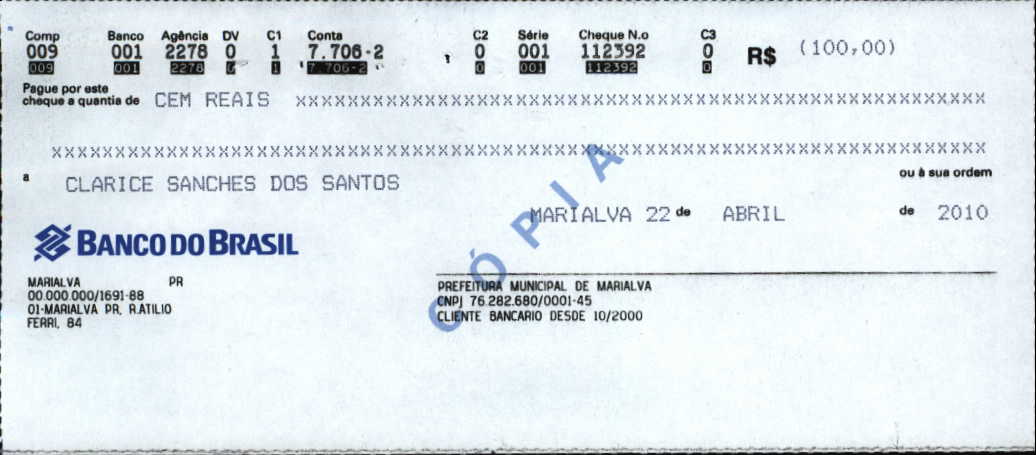 Comp Banco Agência DV C1 Conta C2 Série Cheque N.o C3
009 001 2278 0 1 7.706-2 0 001 112392 0 R$ (100,00)
009 001 2278 0 1 7.706-2 0 001 112392 0
Pague por este
cheque a quantia de CEM REAIS XXXXXXXXXXXXXXXXXXXXXXXXXXXXXXXXXXXXXXXXXXXXXXXXXXXXXX
XXXXXXXXXXXXXXXXXXXXXXXXXXXXXXXXXXXXXXXXXXXXXXXXXXXXXXXXXXXXXXXXXXXXXXXXX
a CLARICE SANCHES DOS SANTOS ou à sua ordem
MARIALVA 22 de ABRIL de 2010
CÓPIA
BANCO DO BRASIL
MARIALVA PR
00.000.000/1691-88
01-MARIALVA PR, R.ATILIO
FERRI, 84
PREFEITURA MUNICIPAL DE MARIALVA
CNPJ 76.282.680/0001-45
CLIENTE BANCARIO DESDE 10/2000